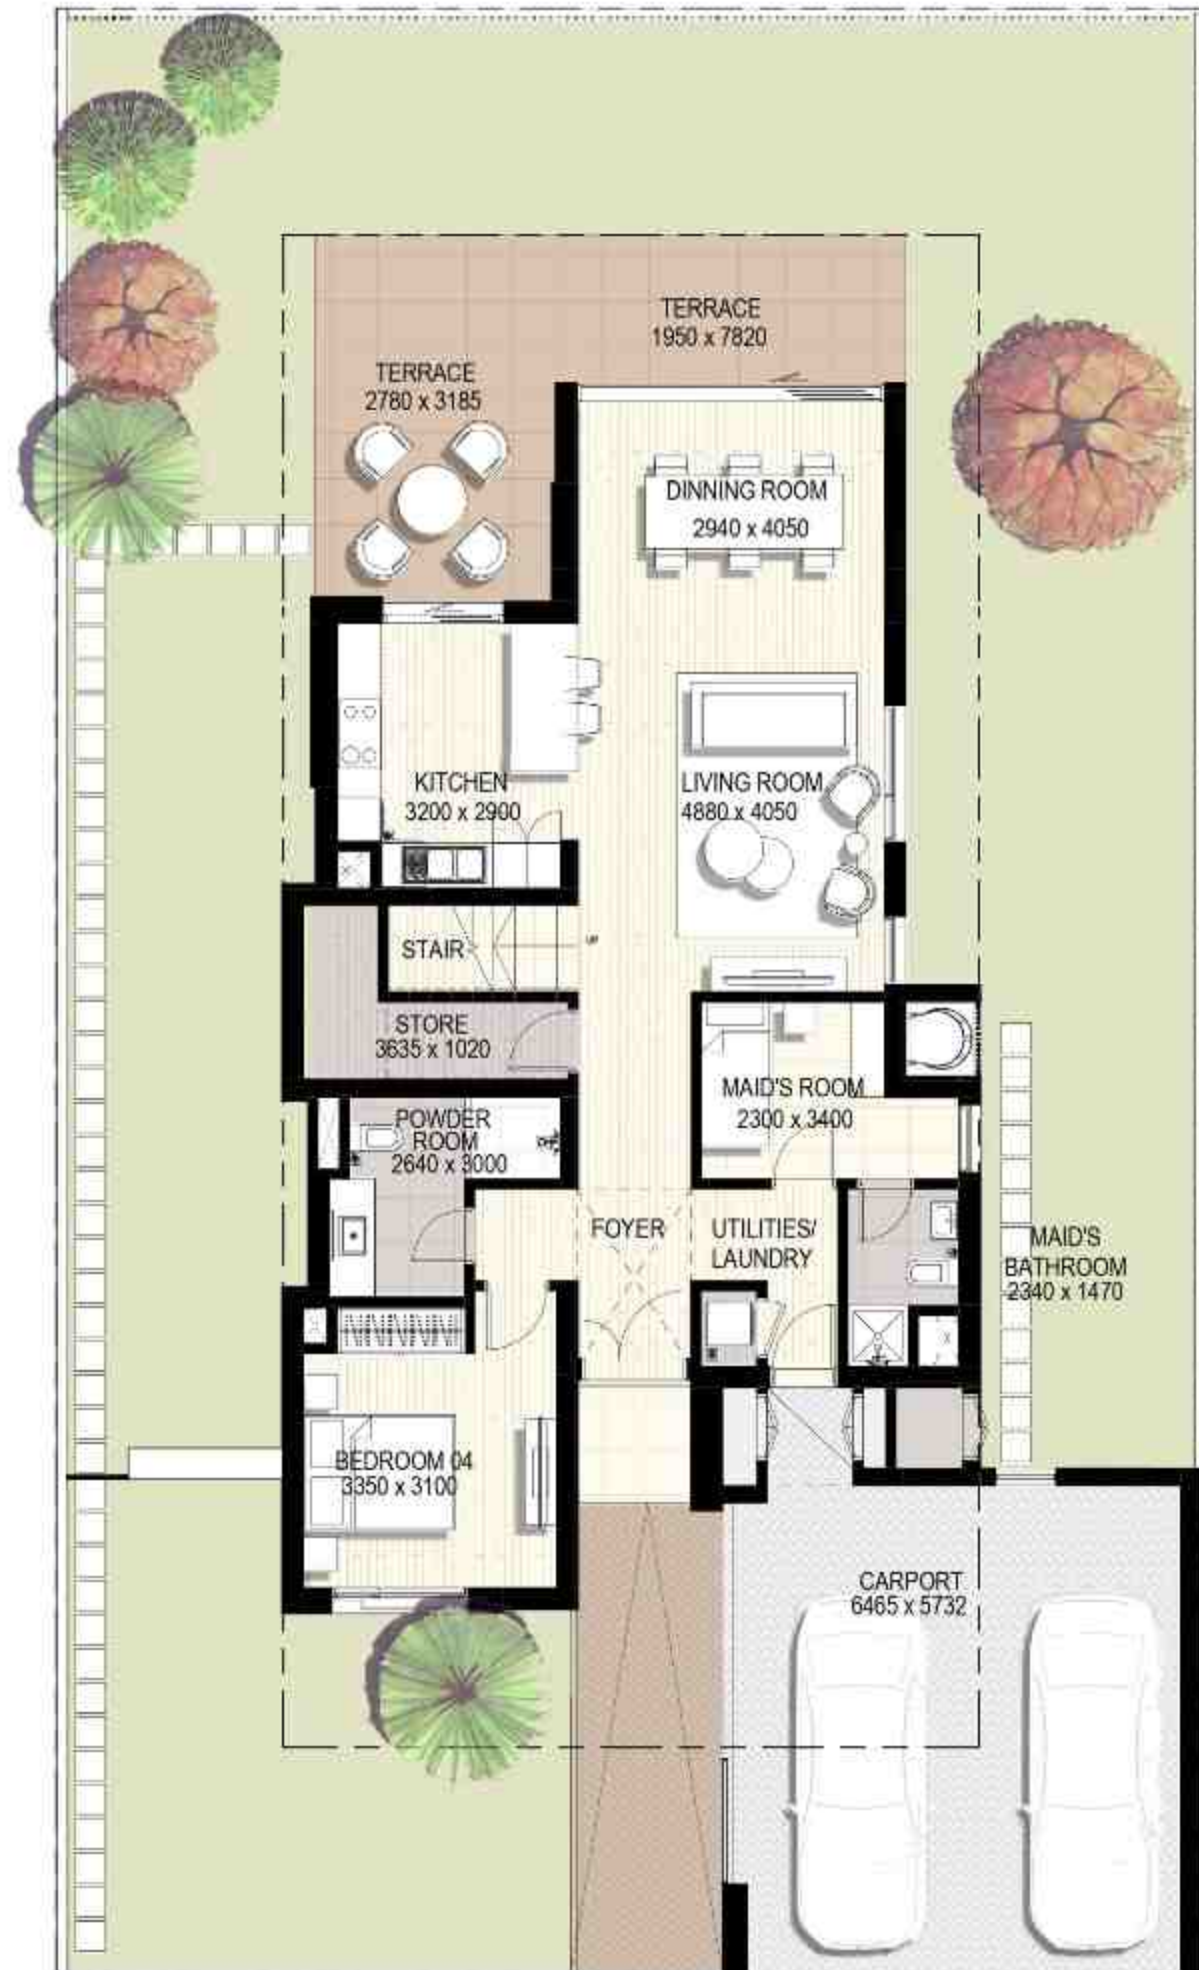 TERRACE
1950 x 7820
TERRACE
2780 x 3185
DINNING ROOM
2940 x 4050
KITCHEN
3200 x 2900
LIVING ROOM
4880 x 4050
STAIR
UP
STORE
3635 x 1020
MAID'S ROOM
2300 x 3400
POWDER
ROOM
2640 x 3000
FOYER
UTILITIES/
LAUNDRY
MAID'S
BATHROOM
2340 x 1470
BEDROOM 04
3350 x 3100
CARPORT
6465 x 5732